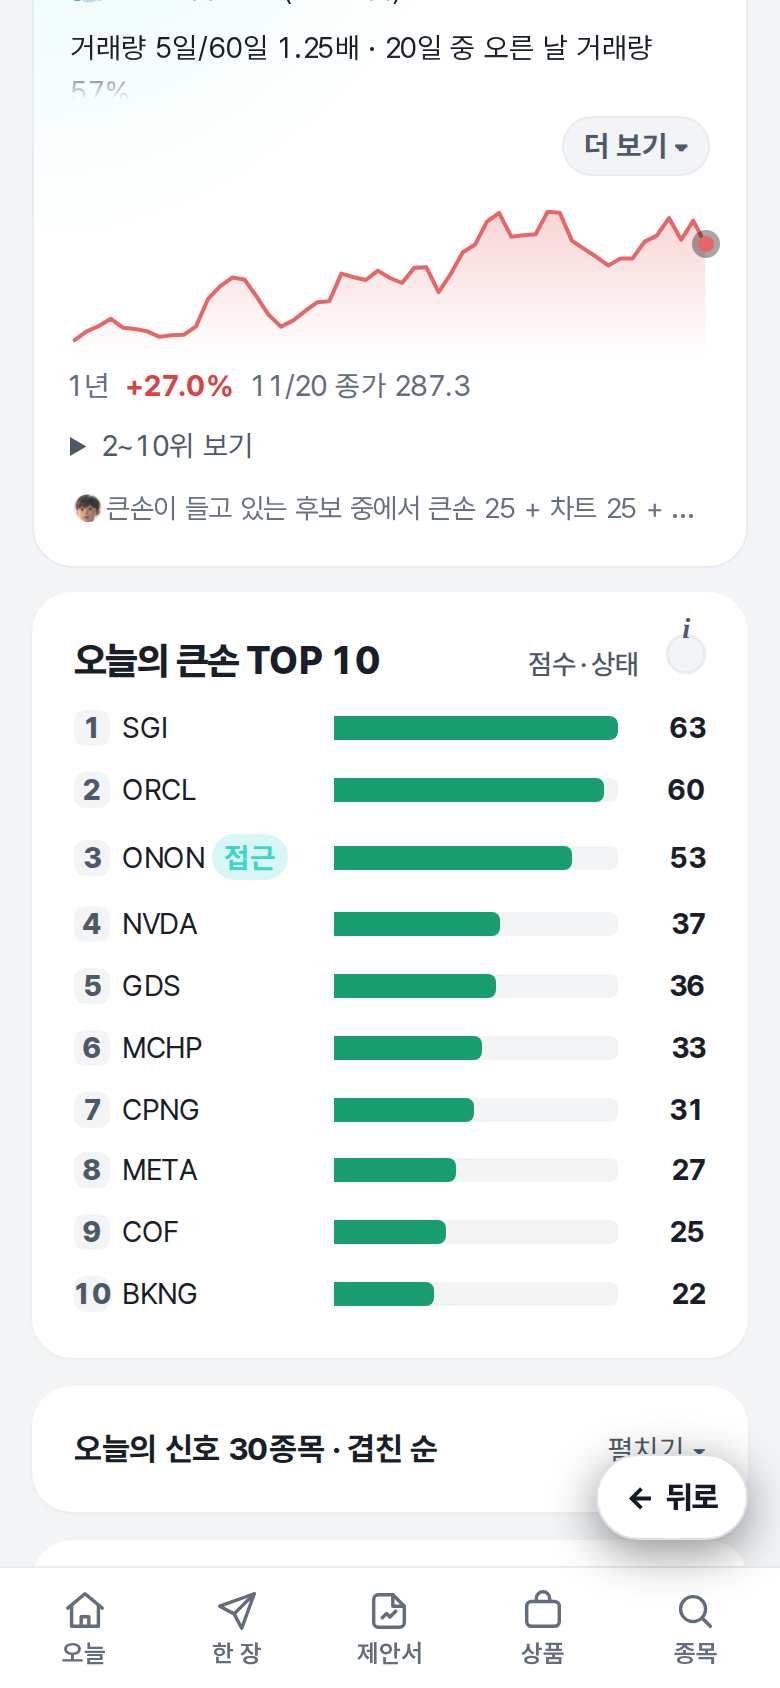 거래량 5일/60일 1.25배 · 20일 중 오른 날 거래량
57%
더 보기
1년 +27.0% 11/20 종가 287.3
▶ 2~10위 보기
큰손이 들고 있는 후보 중에서 큰손 25 + 차트 25 + ...
오늘의 큰손 TOP 10 점수·상태 i
1 SGI 63
2 ORCL 60
3 ONON 접근 53
4 NVDA 37
5 GDS 36
6 MCHP 33
7 CPNG 31
8 META 27
9 COF 25
10 BKNG 22
오늘의 신호 30종목 · 겹친 순 펼치기
← 뒤로
오늘 한 장 제안서 상품 종목